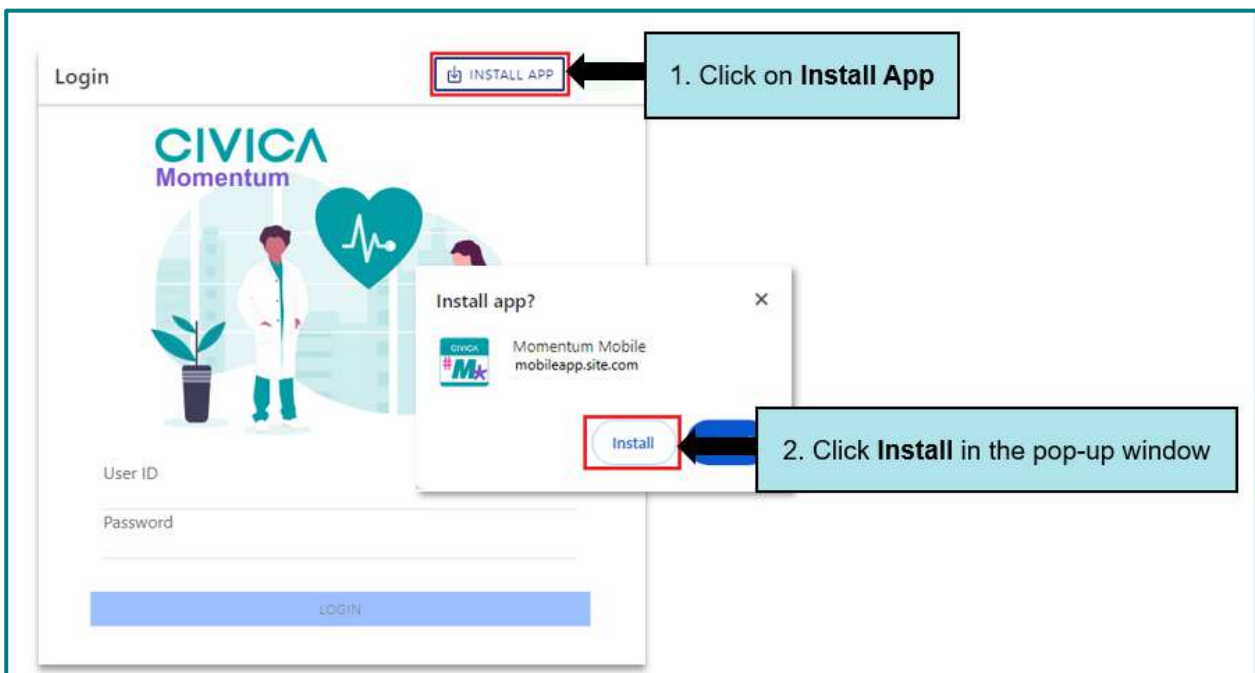 Login
INSTALL APP
1. Click on Install App
CIVICA
Momentum
Install app?
CIVICA
#M
Momentum Mobile
mobileapp.site.com
Install
2. Click Install in the pop-up window
User ID
Password
LOGIN